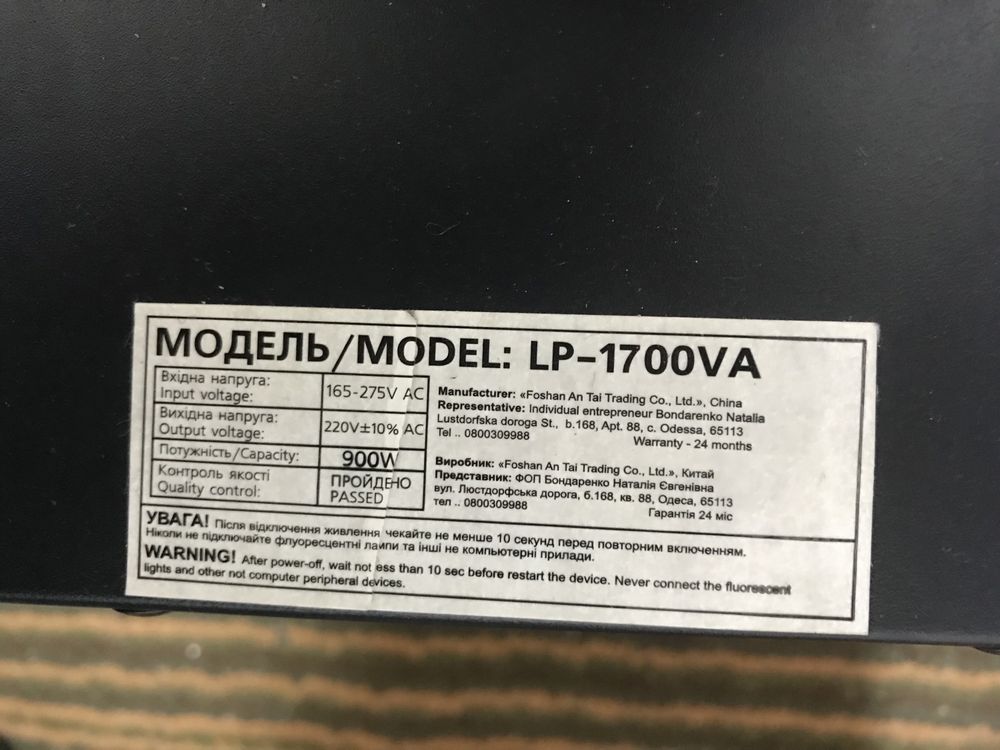 МОДЕЛЬ/MODEL: LP-1700VA
Вхідна напруга:
Input voltage:
165-275V AC
Вихідна напруга:
Output voltage:
220V±10% AC
Потужність/Capacity:
900W
Контроль якості
Quality control:
ПРОЙДЕНО
PASSED
Manufacturer: «Foshan An Tai Trading Co., Ltd.», China
Representative: Individual entrepreneur Bondarenko Natalia
Lustdorfska doroga St., b.168, Apt. 88, c. Odessa, 65113
Tel .. 0800309988
Warranty - 24 months
Виробник: «Foshan An Tai Trading Co., Ltd.», Китай
Представник: ФОП Бондаренко Наталія Євгенівна
вул. Люстдорфська дорога, б.168, кв. 88, Одеса, 65113
тел .. 0800309988
Гарантія 24 міс
УВАГА! Після відключення живлення чекайте не менше 10 секунд перед повторним включенням.
Ніколи не підключайте флуоресцентні лампи та інші не компьютерні прилади.
WARNING! After power-off, wait not less than 10 sec before restart the device. Never connect the fluorescent
lights and other not computer peripheral devices.